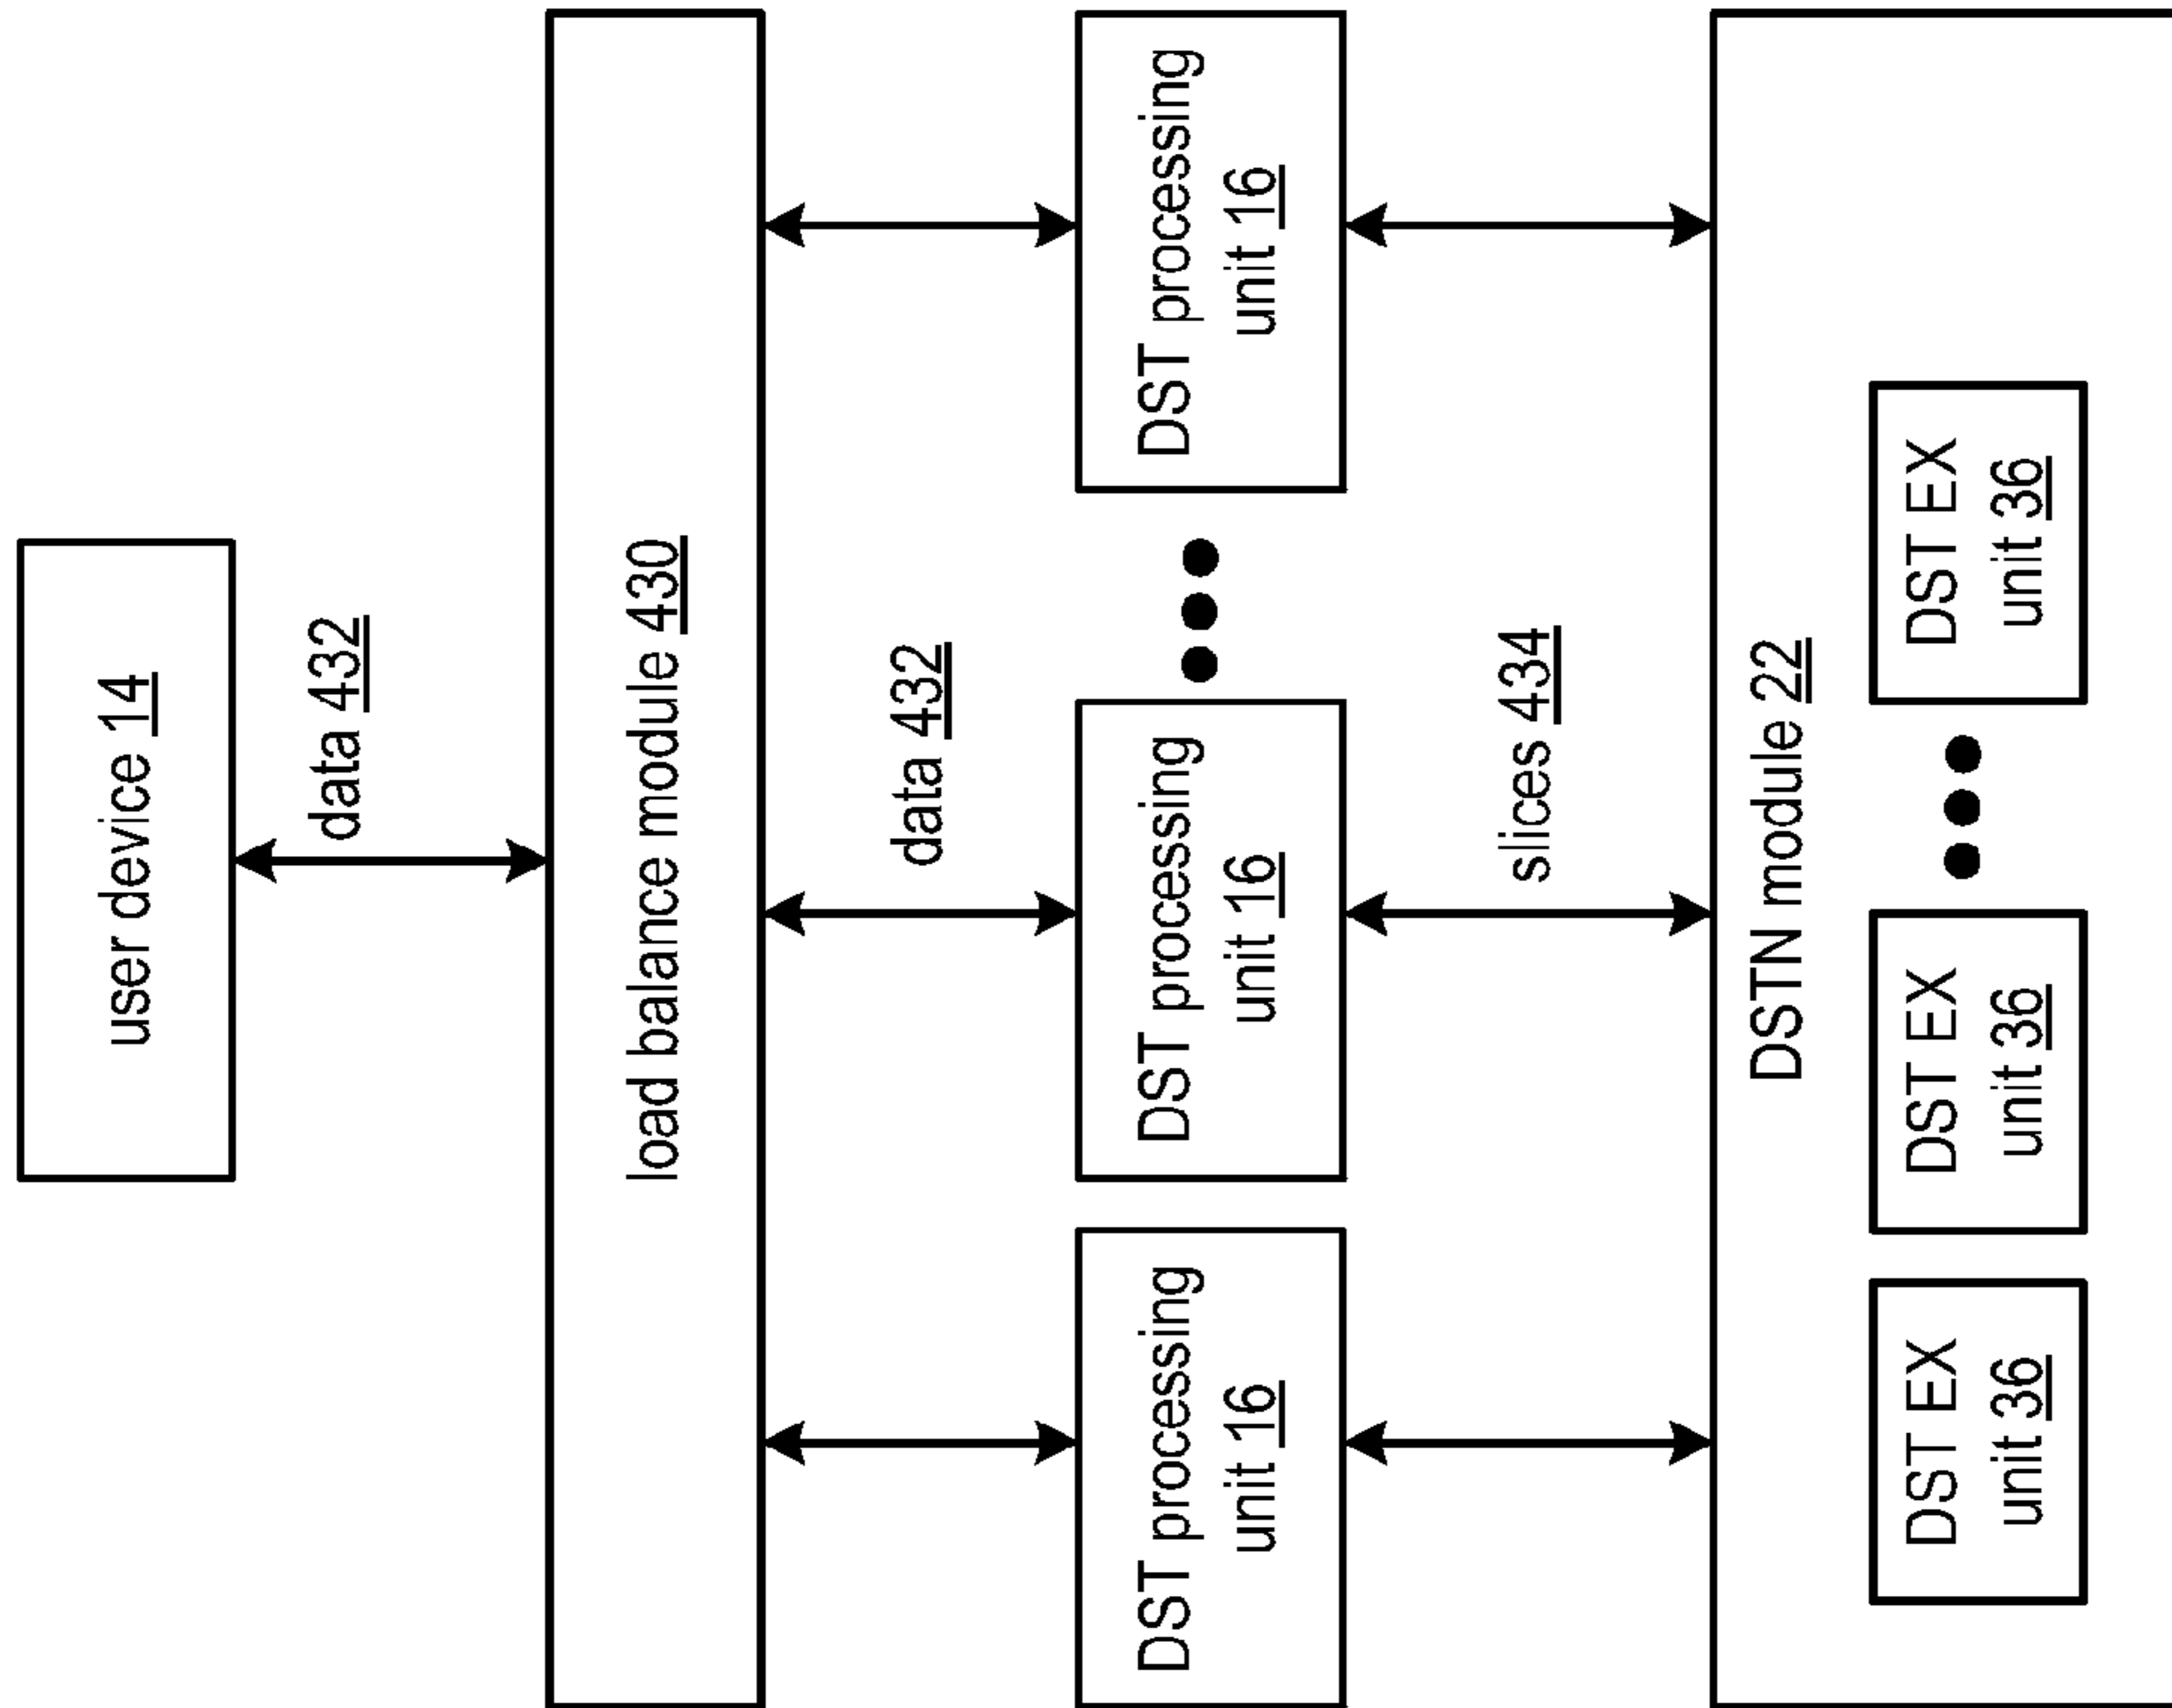 user device 14
data 432
load balance module 430
data 432
DST processing
unit 16
DST processing
unit 16
DST processing
unit 16
slices 434
DSTN module 22
DST EX
unit 36
DST EX
unit 36
DST EX
unit 36